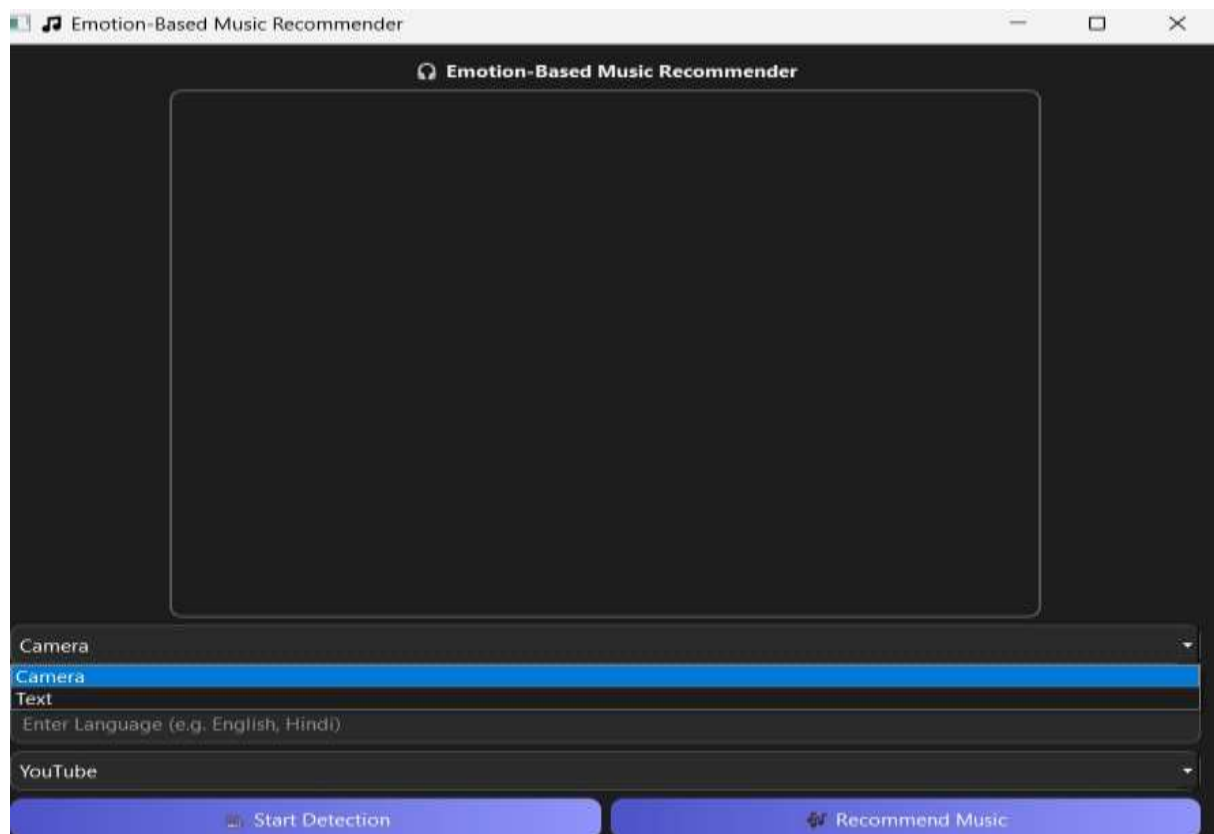 Emotion-Based Music Recommender
Emotion-Based Music Recommender
Camera
Camera
Text
Enter Language (e.g. English, Hindi)
YouTube
Start Detection
Recommend Music